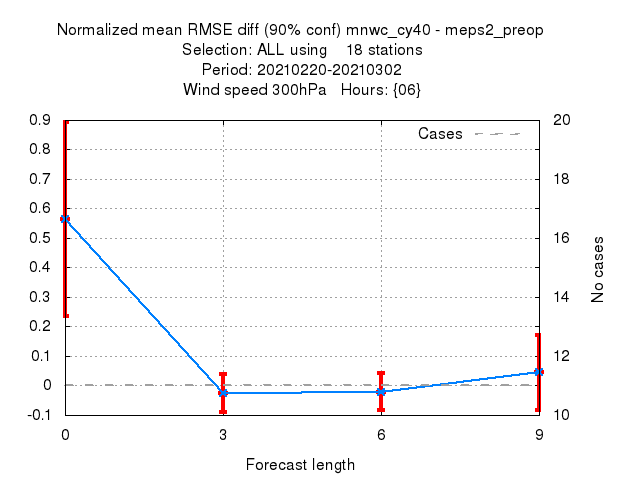 Normalized mean RMSE diff (90% conf) mnwc_cy40 - meps2_preop
Selection: ALL using 18 stations
Period: 20210220-20210302
Wind speed 300hPa Hours: {06}
Cases
0.9
0.8
0.7
0.6
0.5
0.4
0.3
0.2
0.1
0
-0.1
20
18
16
14
12
10
No cases
0 3 6 9
Forecast length